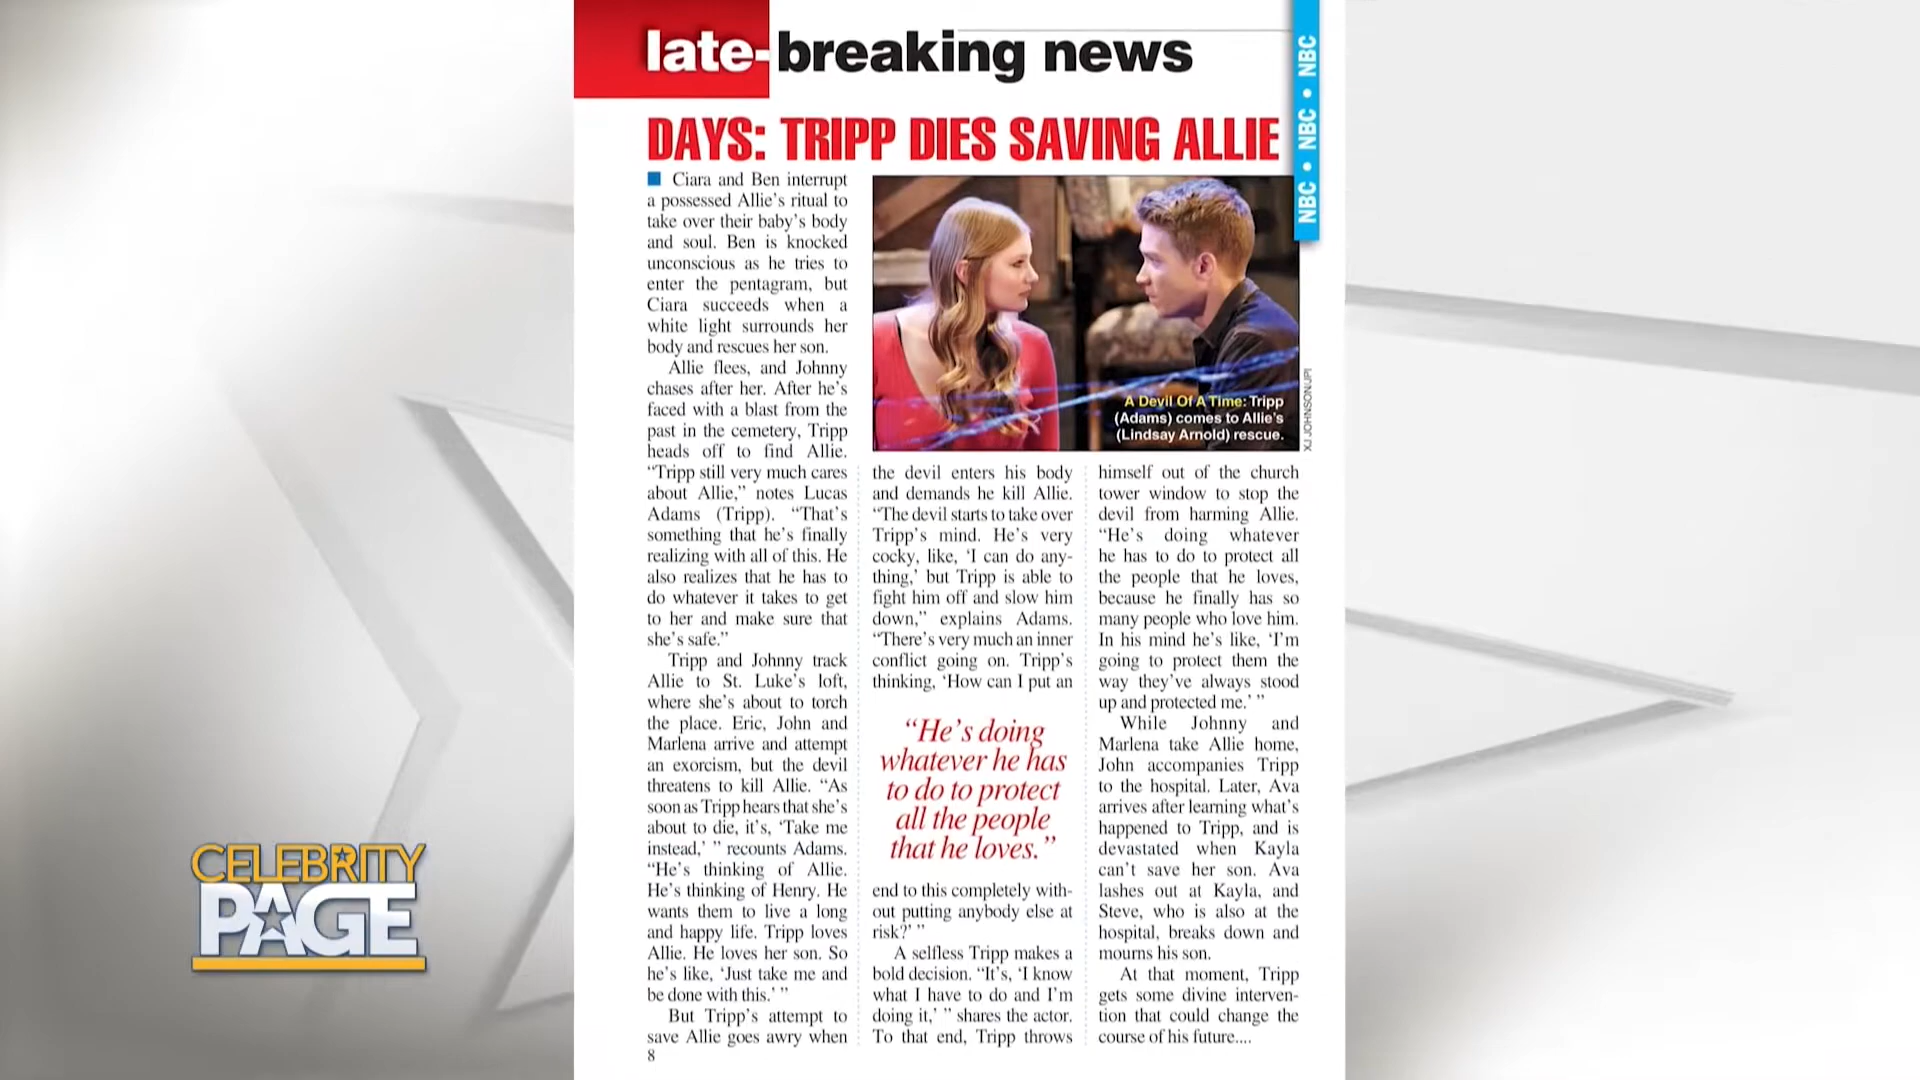 late-breaking news
NBC • NBC • NBC
DAYS: TRIPP DIES SAVING ALLIE
■ Ciara and Ben interrupt
a possessed Allie's ritual to
take over their baby's body
and soul. Ben is knocked
unconscious as he tries to
enter the pentagram, but
Ciara succeeds when a
white light surrounds her
body and rescues her son.
Allie flees, and Johnny
chases after her. After he's
faced with a blast from the
past in the cemetery, Tripp
heads off to find Allie.
“Tripp still very much cares
about Allie,” notes Lucas
Adams (Tripp). “That's
something that he's finally
realizing with all of this. He
also realizes that he has to
do whatever it takes to get
to her and make sure that
she's safe.”
Tripp and Johnny track
Allie to St. Luke's loft,
where she's about to torch
the place. Eric, John and
Marlena arrive and attempt
an exorcism, but the devil
threatens to kill Allie. “As
soon as Tripp hears that she's
about to die, it's, ‘Take me
instead,’ ” recounts Adams.
“He's thinking of Allie.
He's thinking of Henry. He
wants them to live a long
and happy life. Tripp loves
Allie. He loves her son. So
he's like, ‘Just take me and
be done with this.’ ”
But Tripp's attempt to
save Allie goes awry when
8
A Devil Of A Time: Tripp
(Adams) comes to Allie's
(Lindsay Arnold) rescue.
XJ JOHNSON/JPI
the devil enters his body
and demands he kill Allie.
“The devil starts to take over
Tripp's mind. He's very
cocky, like, ‘I can do any-
thing,’ but Tripp is able to
fight him off and slow him
down,” explains Adams.
“There's very much an inner
conflict going on. Tripp's
thinking, ‘How can I put an
“He's doing
whatever he has
to do to protect
all the people
that he loves.”
end to this completely with-
out putting anybody else at
risk?’ ”
A selfless Tripp makes a
bold decision. “It's, ‘I know
what I have to do and I'm
doing it,’ ” shares the actor.
To that end, Tripp throws
himself out of the church
tower window to stop the
devil from harming Allie.
“He's doing whatever
he has to do to protect all
the people that he loves,
because he finally has so
many people who love him.
In his mind he's like, ‘I'm
going to protect them the
way they've always stood
up and protected me.’ ”
While Johnny and
Marlena take Allie home,
John accompanies Tripp
to the hospital. Later, Ava
arrives after learning what's
happened to Tripp, and is
devastated when Kayla
can't save her son. Ava
lashes out at Kayla, and
Steve, who is also at the
hospital, breaks down and
mourns his son.
At that moment, Tripp
gets some divine interven-
tion that could change the
course of his future....
CELEBRITY
PAGE